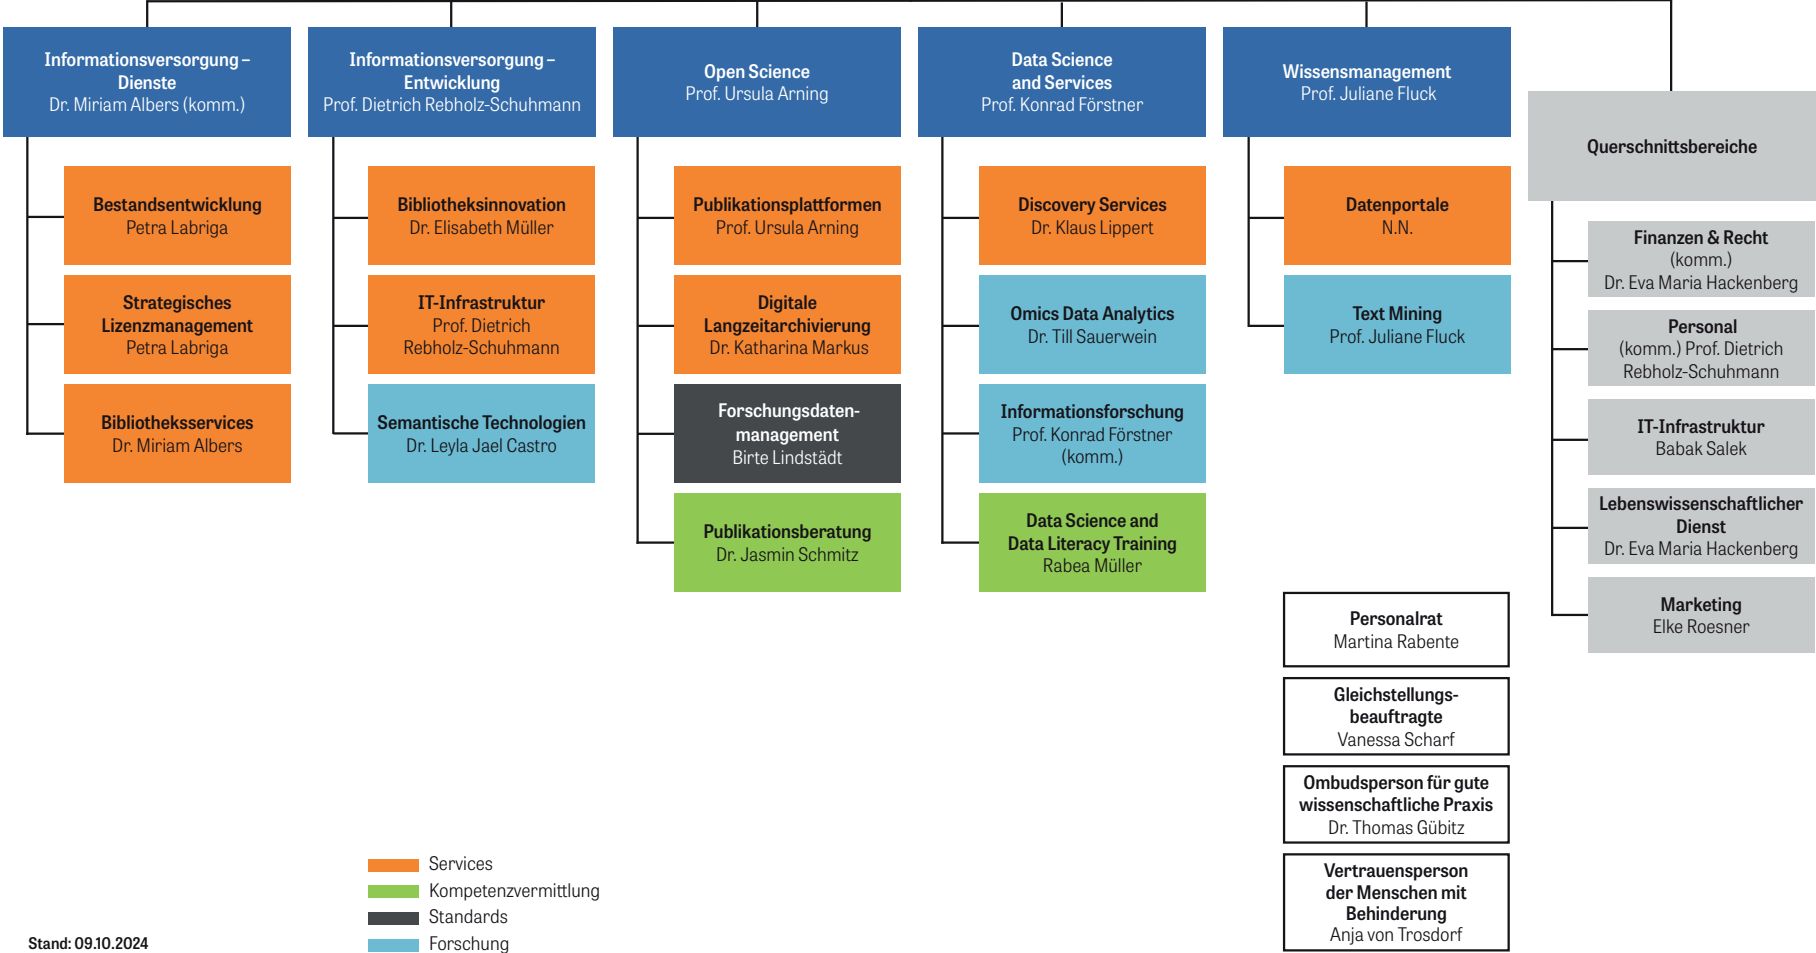 Informationsversorgung –
Dienste
Dr. Miriam Albers (komm.)
Bestandsentwicklung
Petra Labriga
Strategisches
Lizenzmanagement
Petra Labriga
Bibliotheksservices
Dr. Miriam Albers
Informationsversorgung –
Entwicklung
Prof. Dietrich Rebholz-Schuhmann
Bibliotheksinnovation
Dr. Elisabeth Müller
IT-Infrastruktur
Prof. Dietrich
Rebholz-Schuhmann
Semantische Technologien
Dr. Leyla Jael Castro
Open Science
Prof. Ursula Arning
Publikationsplattformen
Prof. Ursula Arning
Digitale
Langzeitarchivierung
Dr. Katharina Markus
Forschungsdaten-
management
Birte Lindstädt
Publikationsberatung
Dr. Jasmin Schmitz
Data Science
and Services
Prof. Konrad Förstner
Discovery Services
Dr. Klaus Lippert
Omics Data Analytics
Dr. Till Sauerwein
Informationsforschung
Prof. Konrad Förstner
(komm.)
Data Science and
Data Literacy Training
Rabea Müller
Wissensmanagement
Prof. Juliane Fluck
Datenportale
N.N.
Text Mining
Prof. Juliane Fluck
Querschnittsbereiche
Finanzen & Recht
(komm.)
Dr. Eva Maria Hackenberg
Personal
(komm.) Prof. Dietrich
Rebholz-Schuhmann
IT-Infrastruktur
Babak Salek
Lebenswissenschaftlicher
Dienst
Dr. Eva Maria Hackenberg
Marketing
Elke Roesner
Personalrat
Martina Rabente
Gleichstellungs-
beauftragte
Vanessa Scharf
Ombudsperson für gute
wissenschaftliche Praxis
Dr. Thomas Gübitz
Vertrauensperson
der Menschen mit
Behinderung
Anja von Trosdorf
Services
Kompetenzvermittlung
Standards
Forschung
Stand: 09.10.2024